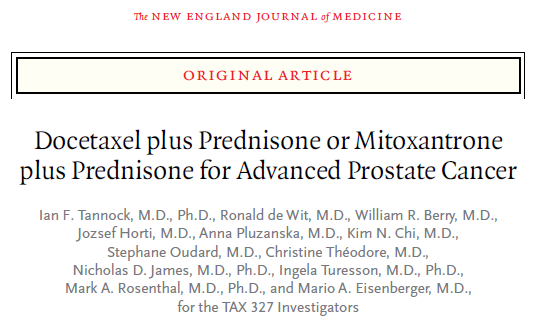 The NEW ENGLAND JOURNAL of MEDICINE
ORIGINAL ARTICLE
Docetaxel plus Prednisone or Mitoxantrone
plus Prednisone for Advanced Prostate Cancer
Ian F. Tannock, M.D., Ph.D., Ronald de Wit, M.D., William R. Berry, M.D.,
Jozsef Horti, M.D., Anna Pluzanska, M.D., Kim N. Chi, M.D.,
Stephane Oudard, M.D., Christine Théodore, M.D.,
Nicholas D. James, M.D., Ph.D., Ingela Turesson, M.D., Ph.D.,
Mark A. Rosenthal, M.D., Ph.D., and Mario A. Eisenberger, M.D.,
for the TAX 327 Investigators